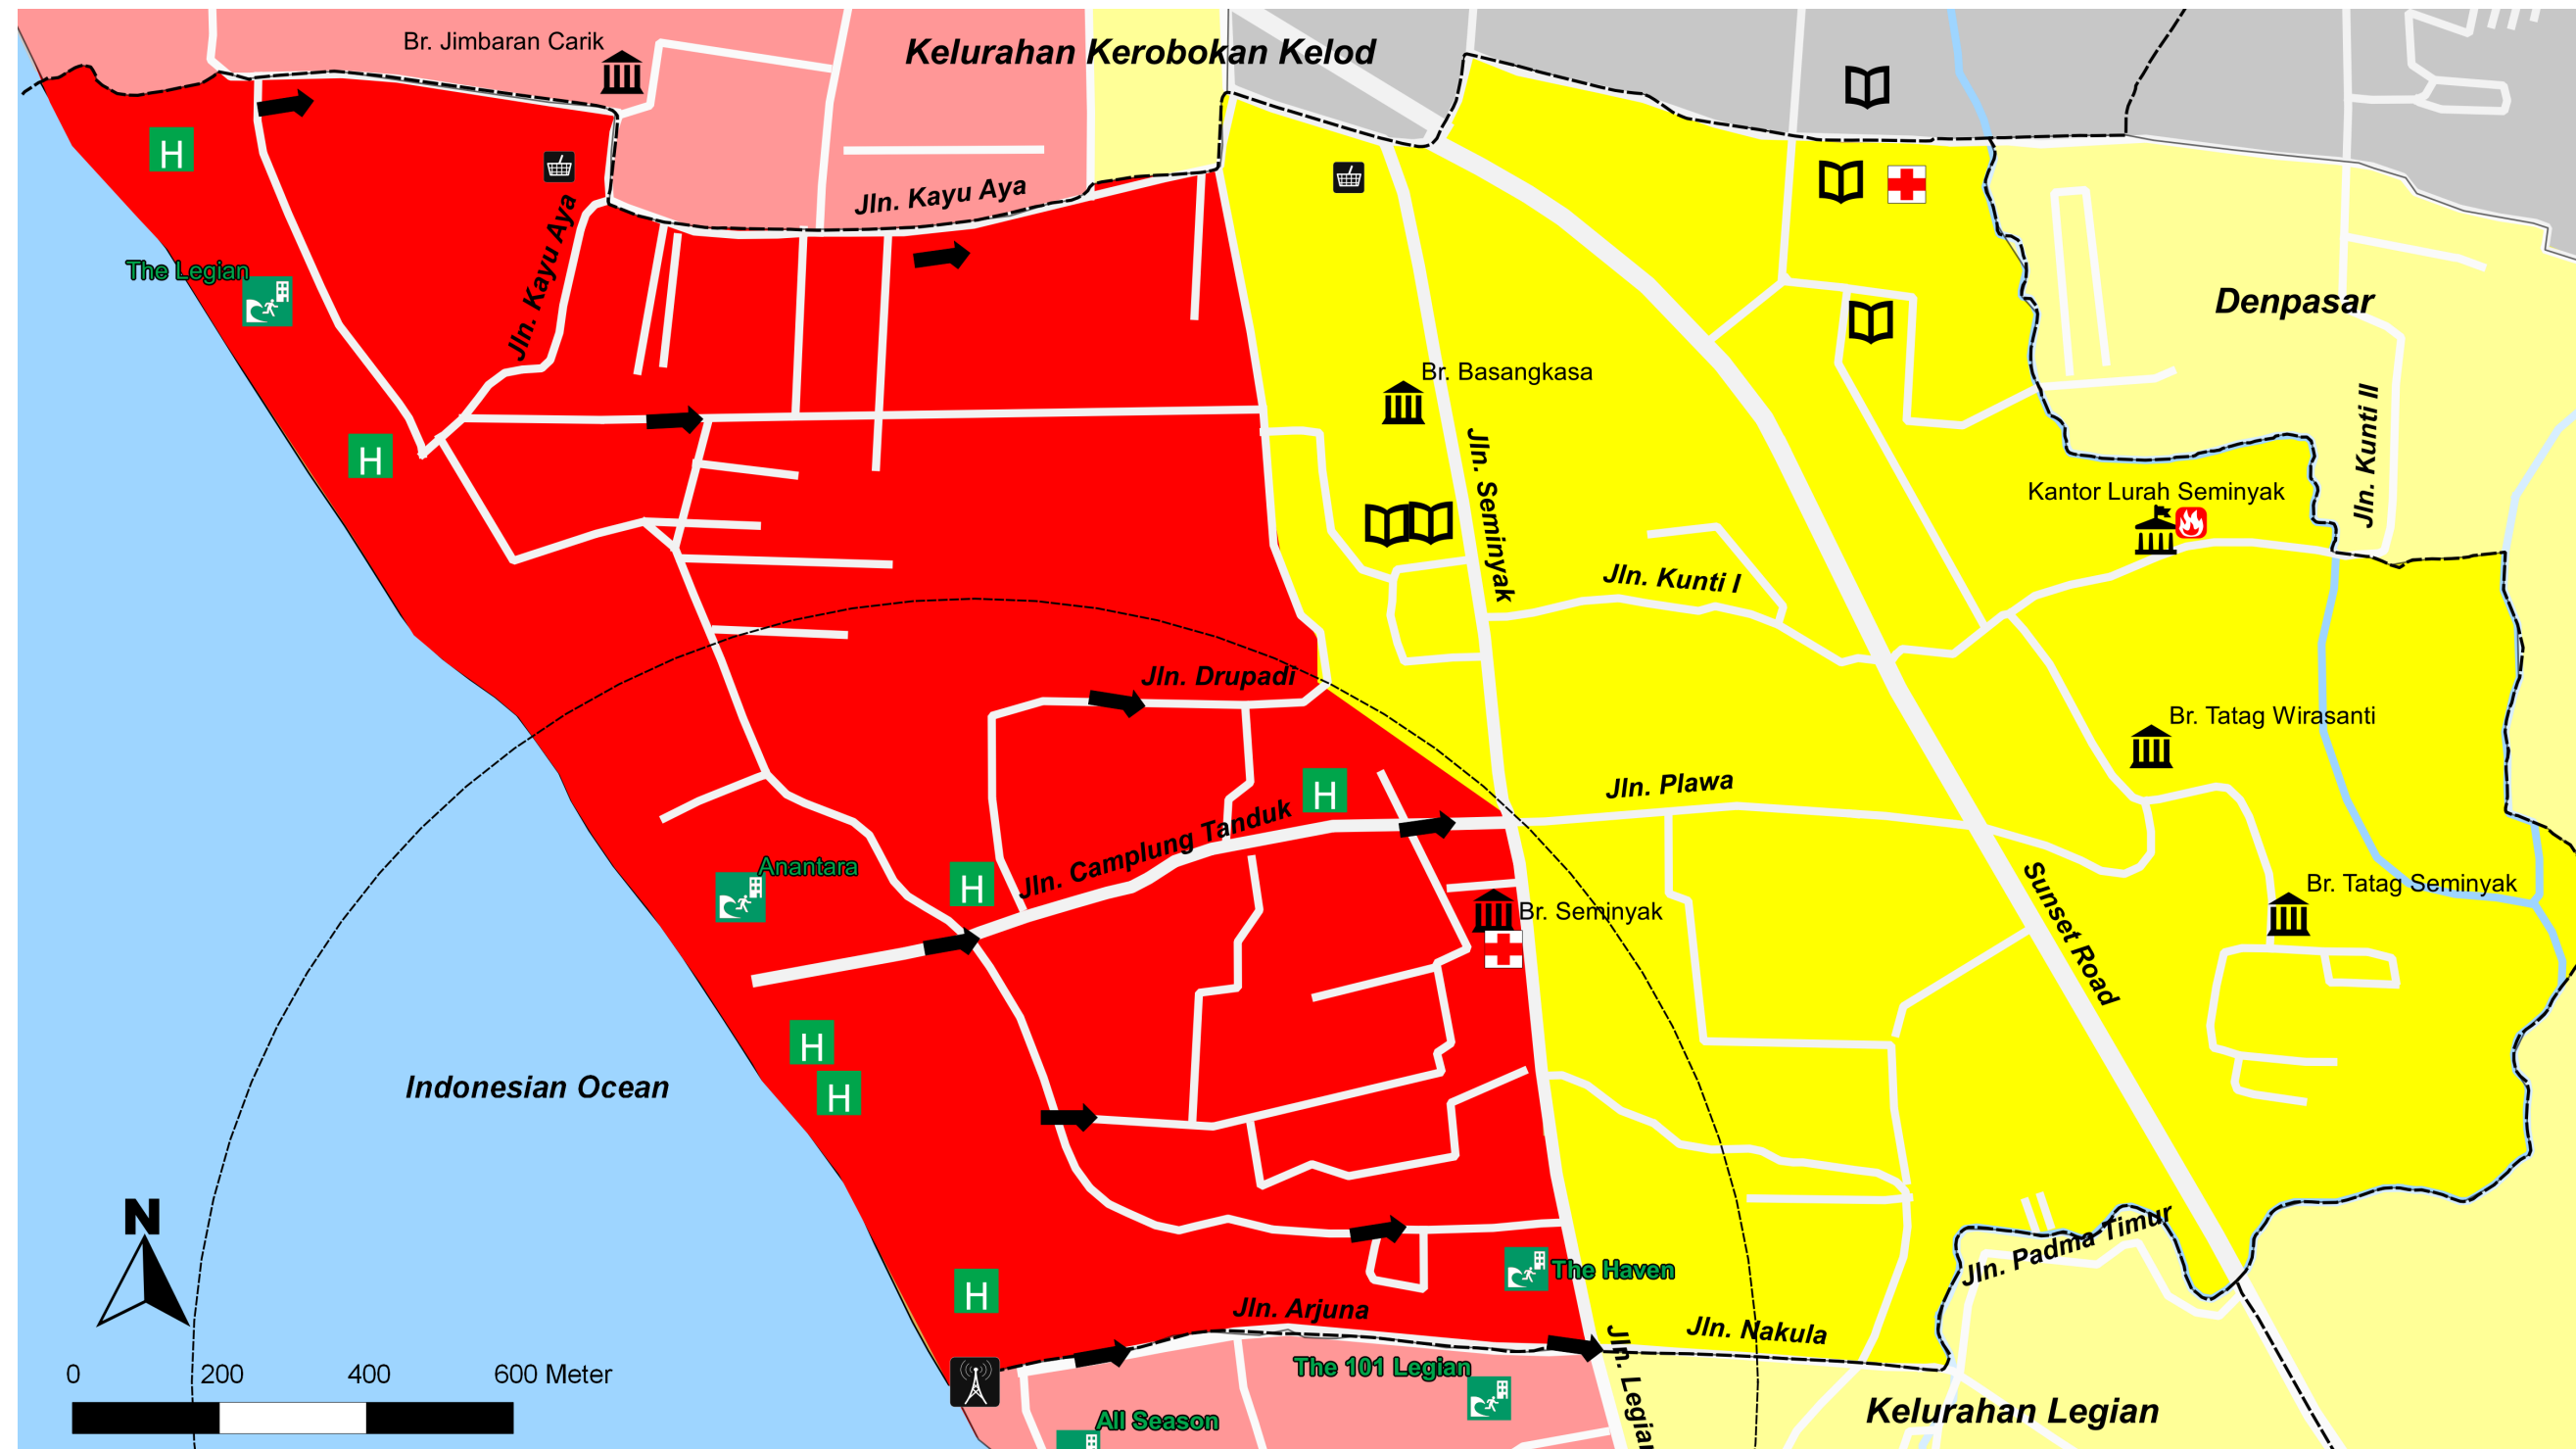 Br. Jimbaran Carik
Kelurahan Kerobokan Kelod
H
Jln. Kayu Aya
Jln. Kayu Aya
The Legian
Denpasar
Br. Basangkasa
H
Jln. Kunti II
Jln. Seminyak
Kantor Lurah Seminyak
Jln. Kunti I
Jln. Drupadi
Br. Tatag Wirasanti
H
Jln. Plawa
Jln. Camplung Tanduk
Anantara
H
Br. Tatag Seminyak
Br. Seminyak
Sunset Road
H
H
Indonesian Ocean
N
Jln. Padma Timur
The Haven
H
Jln. Arjuna
Jln. Nakula
0 200 400 600 Meter
The 101 Legian
Jln. Legian
All Season
Kelurahan Legian